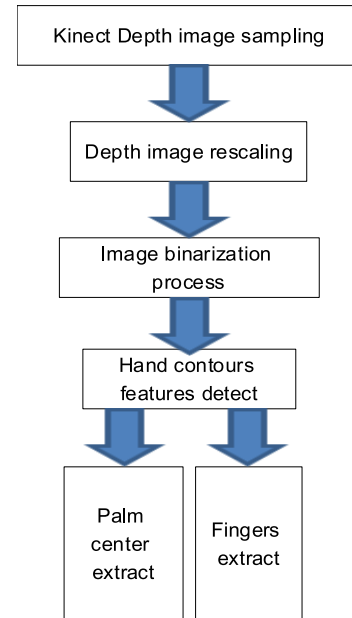 Kinect Depth image sampling
Depth image rescaling
Image binarization
process
Hand contours
features detect
Palm
center
extract
Fingers
extract